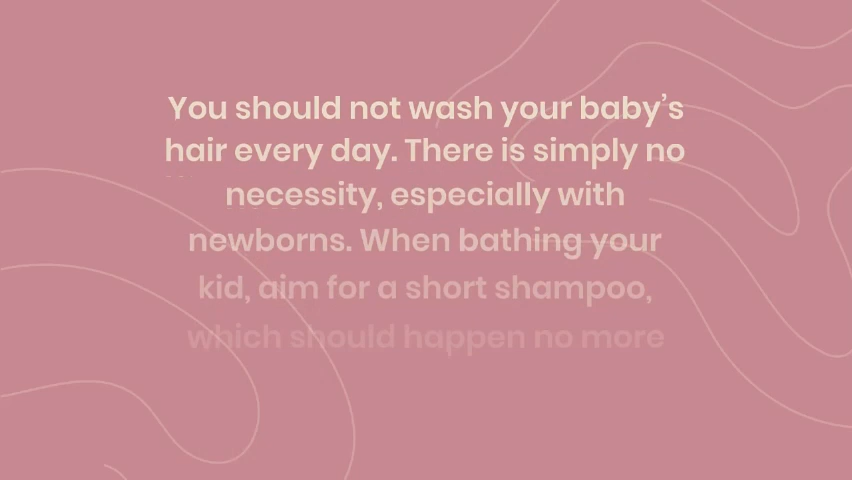 You should not wash your baby’s
hair every day. There is simply no
necessity, especially with
newborns. When bathing your
kid, aim for a short shampoo,
which should happen no more